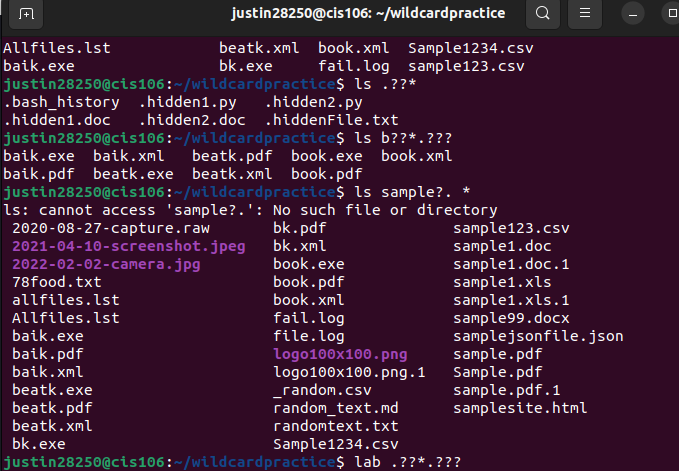 justin28250@cis106: ~/wildcardpractice
Allfiles.lst beatk.xml book.xml Sample1234.csv
baik.exe bk.exe fail.log sample123.csv
justin28250@cis106:~/wildcardpractice$ ls .??*
.bash_history .hidden1.py .hidden2.py
.hidden1.doc .hidden2.doc .hiddenFile.txt
justin28250@cis106:~/wildcardpractice$ ls b??*.???
baik.exe baik.xml beatk.pdf book.exe book.xml
baik.pdf beatk.exe beatk.xml book.pdf
justin28250@cis106:~/wildcardpractice$ ls sample?. *
ls: cannot access 'sample?.': No such file or directory
2020-08-27-capture.raw bk.pdf sample123.csv
2021-04-10-screenshot.jpeg bk.xml sample1.doc
2022-02-02-camera.jpg book.exe sample1.doc.1
78food.txt book.pdf sample1.xls
allfiles.lst book.xml sample1.xls.1
Allfiles.lst fail.log sample99.docx
baik.exe file.log samplejsonfile.json
baik.pdf logo100x100.png sample.pdf
baik.xml logo100x100.png.1 sample.pdf
beatk.exe _random.csv sample.pdf.1
beatk.pdf random_text.md samplesite.html
beatk.xml randomtext.txt
bk.exe Sample1234.csv
justin28250@cis106:~/wildcardpractice$ lab .??*.???